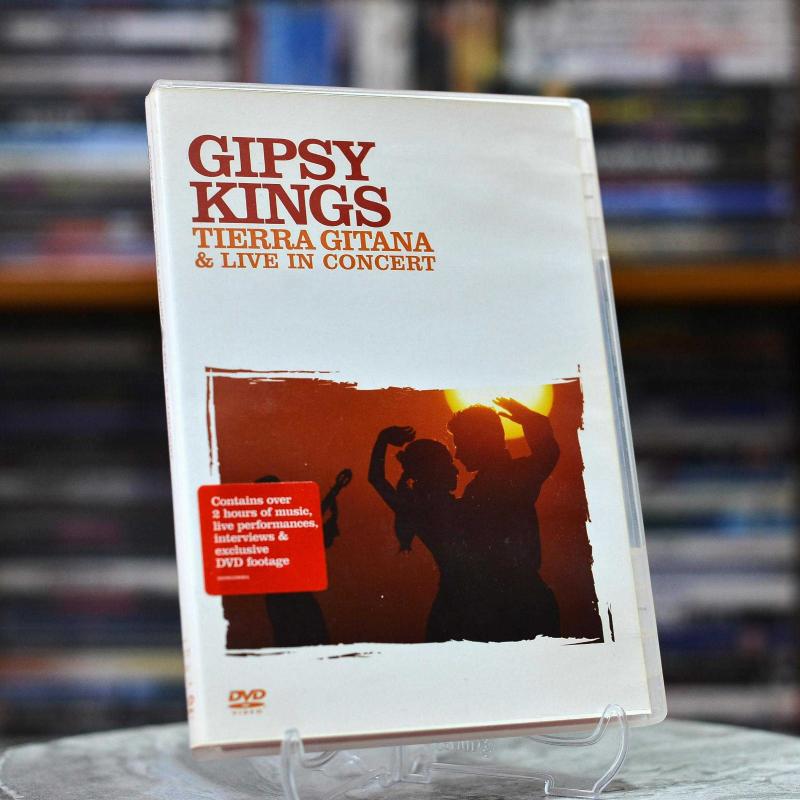 GIPSY
KINGS
TIERRA GITANA
& LIVE IN CONCERT
Contains over
2 hours of music,
live performances,
interviews &
exclusive
DVD footage
DVD
VIDEO